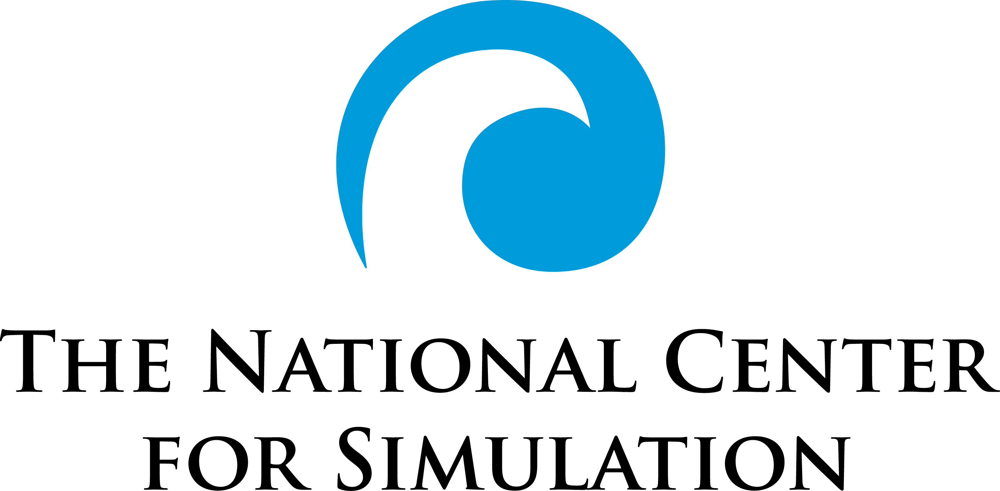 The National Center
for Simulation